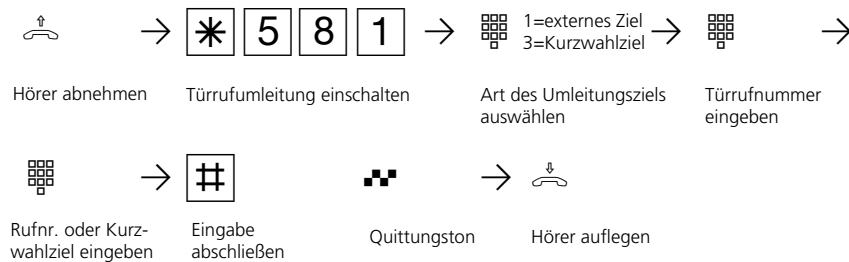 * 5 8 1
1=externes Ziel
3=Kurzwahlziel
Hörer abnehmen
Türrufumleitung einschalten
Art des Umleitungsziels
auswählen
Türrufnummer
eingeben
#
Rufnr. oder Kurz-
wahlziel eingeben
Eingabe
abschließen
Quittungston
Hörer auflegen